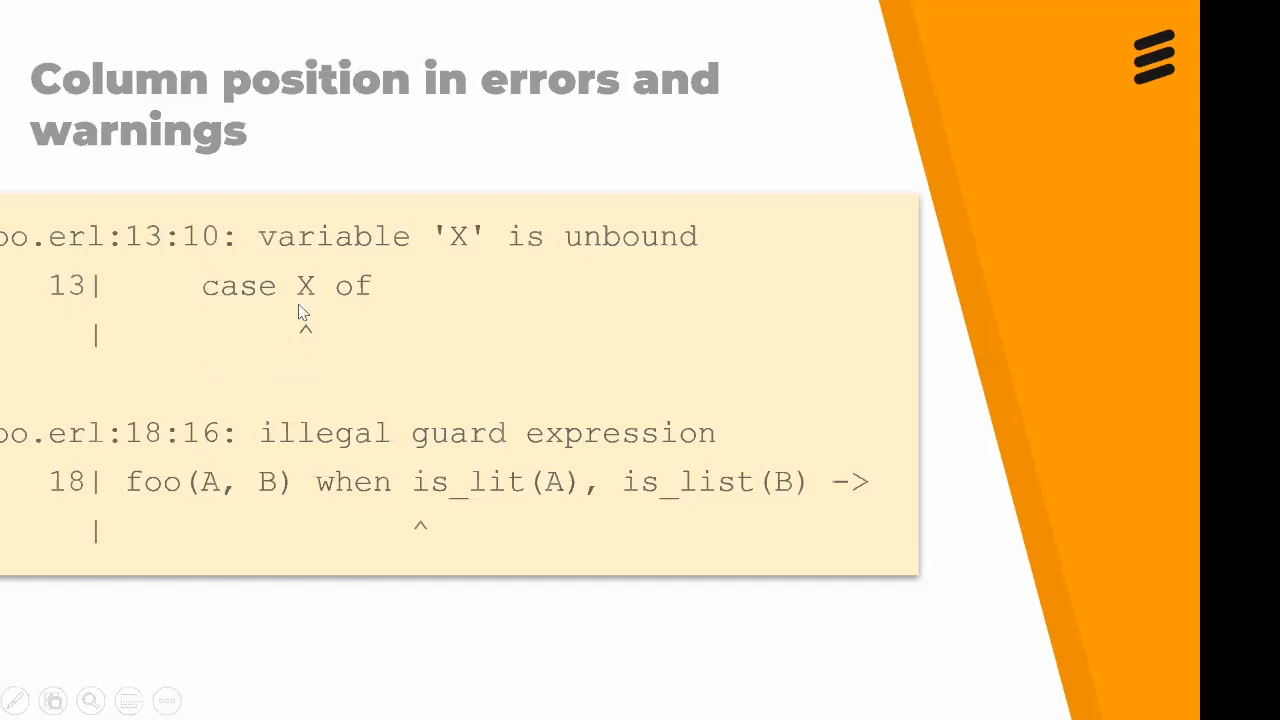 Column position in errors and
warnings
oo.erl:13:10: variable 'X' is unbound
13|     case X of
|           ^
oo.erl:18:16: illegal guard expression
18| foo(A, B) when is_lit(A), is_list(B) ->
|                ^